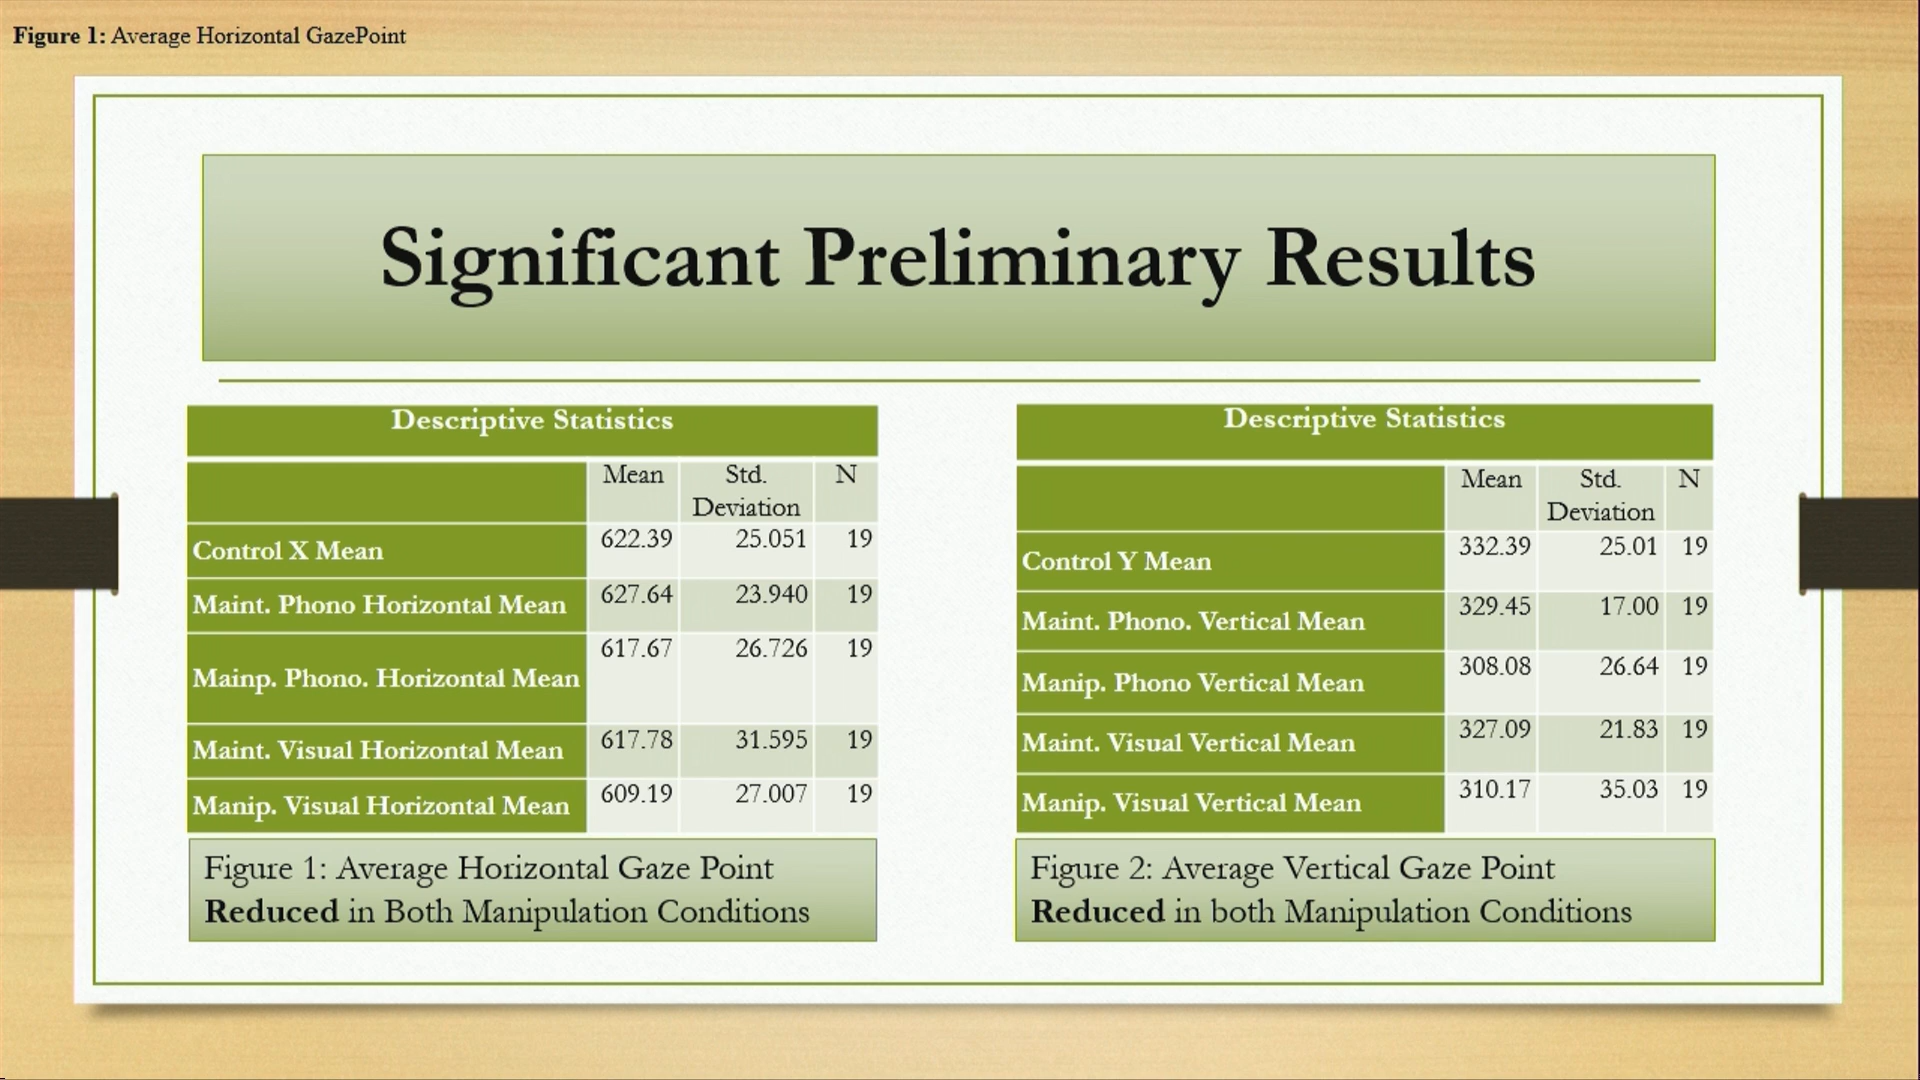 Figure 1: Average Horizontal GazePoint
Significant Preliminary Results
Descriptive Statistics
Mean Std. Deviation N
Control X Mean 622.39 25.051 19
Maint. Phono Horizontal Mean 627.64 23.940 19
Mainp. Phono. Horizontal Mean 617.67 26.726 19
Maint. Visual Horizontal Mean 617.78 31.595 19
Manip. Visual Horizontal Mean 609.19 27.007 19
Figure 1: Average Horizontal Gaze Point
Reduced in Both Manipulation Conditions
Descriptive Statistics
Mean Std. Deviation N
Control Y Mean 332.39 25.01 19
Maint. Phono. Vertical Mean 329.45 17.00 19
Manip. Phono Vertical Mean 308.08 26.64 19
Maint. Visual Vertical Mean 327.09 21.83 19
Manip. Visual Vertical Mean 310.17 35.03 19
Figure 2: Average Vertical Gaze Point
Reduced in both Manipulation Conditions